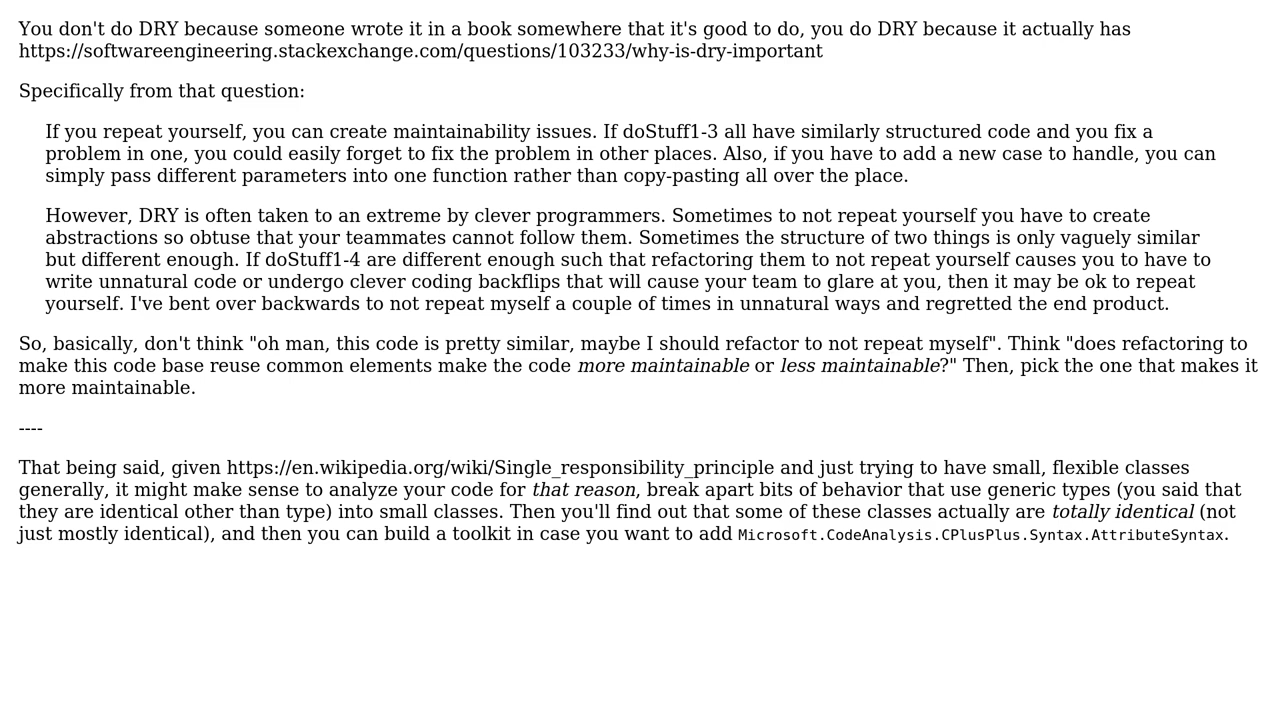 You don't do DRY because someone wrote it in a book somewhere that it's good to do, you do DRY because it actually has
https://softwareengineering.stackexchange.com/questions/103233/why-is-dry-important
Specifically from that question:
If you repeat yourself, you can create maintainability issues. If doStuff1-3 all have similarly structured code and you fix a
problem in one, you could easily forget to fix the problem in other places. Also, if you have to add a new case to handle, you can
simply pass different parameters into one function rather than copy-pasting all over the place.
However, DRY is often taken to an extreme by clever programmers. Sometimes to not repeat yourself you have to create
abstractions so obtuse that your teammates cannot follow them. Sometimes the structure of two things is only vaguely similar
but different enough. If doStuff1-4 are different enough such that refactoring them to not repeat yourself causes you to have to
write unnatural code or undergo clever coding backflips that will cause your team to glare at you, then it may be ok to repeat
yourself. I've bent over backwards to not repeat myself a couple of times in unnatural ways and regretted the end product.
So, basically, don't think "oh man, this code is pretty similar, maybe I should refactor to not repeat myself". Think "does refactoring to
make this code base reuse common elements make the code more maintainable or less maintainable?" Then, pick the one that makes it
more maintainable.
----
That being said, given https://en.wikipedia.org/wiki/Single_responsibility_principle and just trying to have small, flexible classes
generally, it might make sense to analyze your code for that reason, break apart bits of behavior that use generic types (you said that
they are identical other than type) into small classes. Then you'll find out that some of these classes actually are totally identical (not
just mostly identical), and then you can build a toolkit in case you want to add Microsoft.CodeAnalysis.CPlusPlus.Syntax.AttributeSyntax.